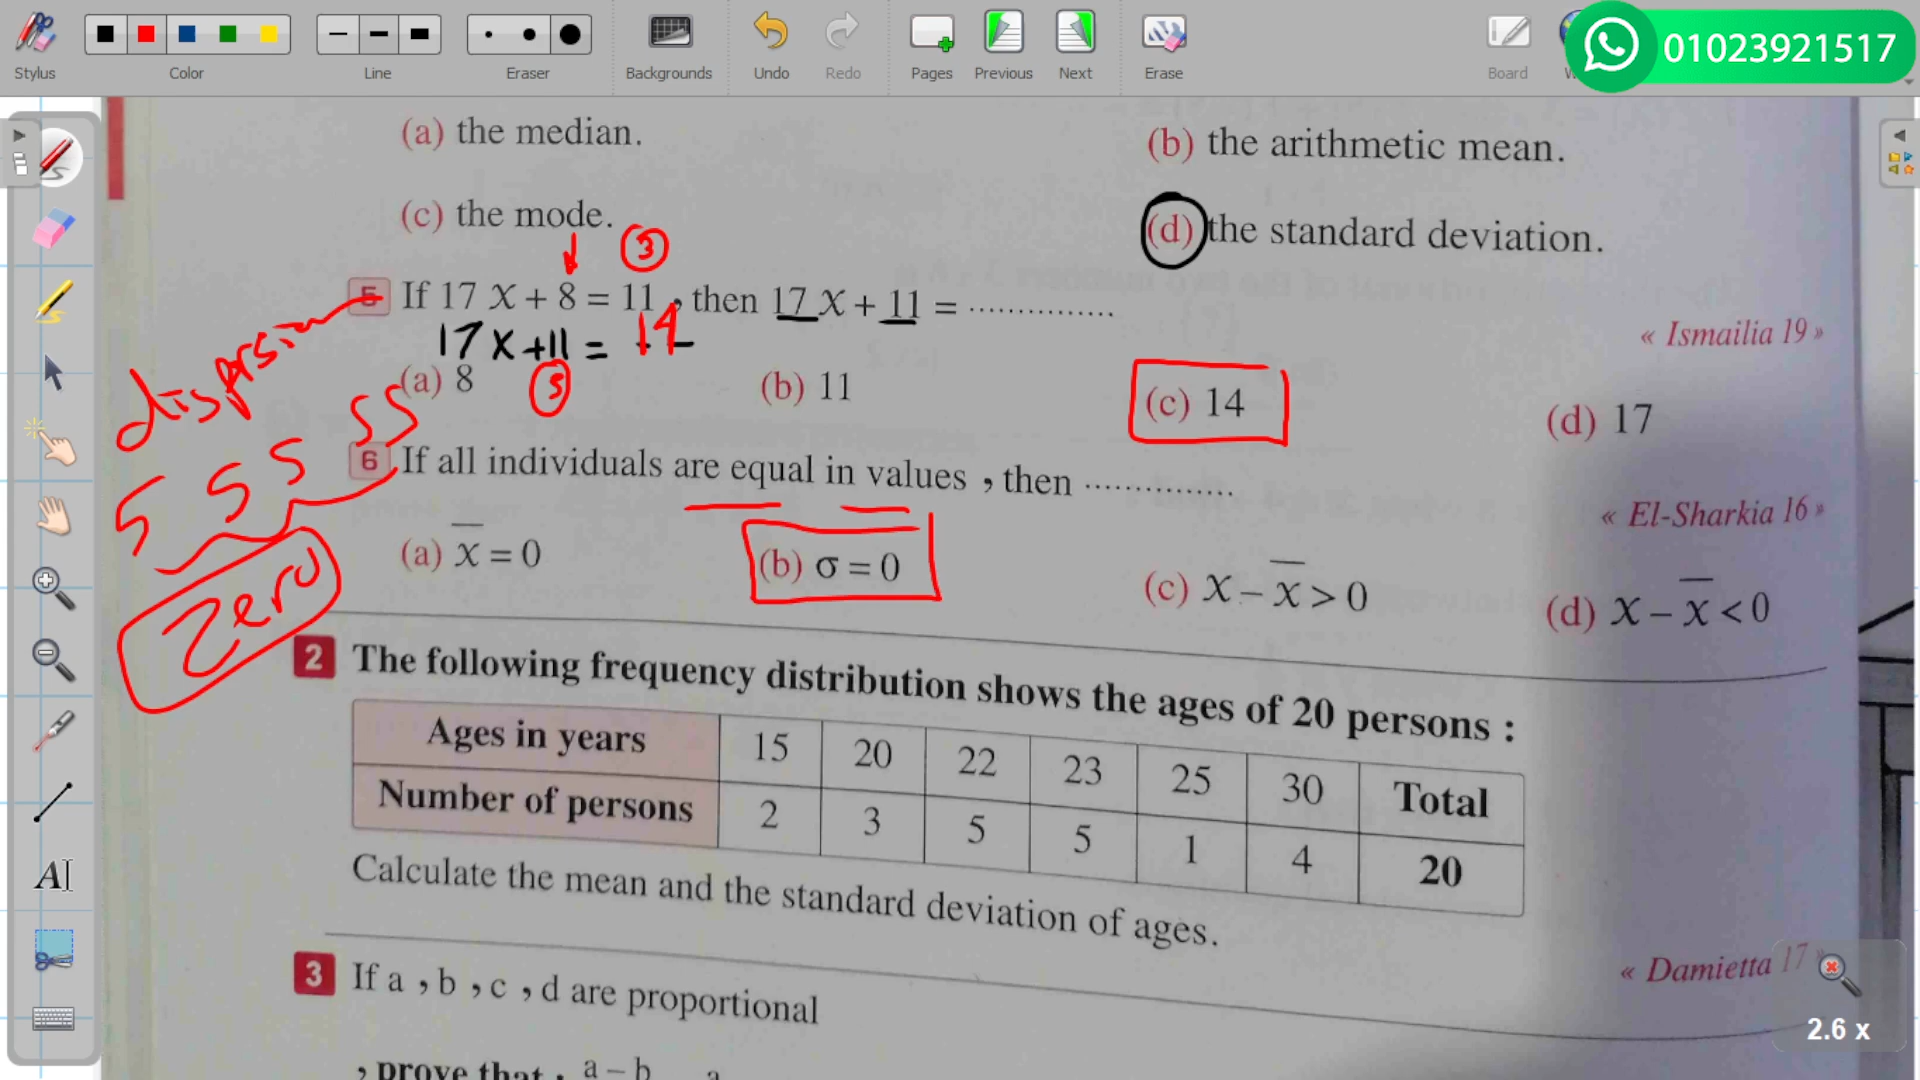 Stylus
Color
Line
Eraser
Backgrounds
Undo
Redo
Pages
Previous
Next
Erase
Board
01023921517
(a) the median.
(b) the arithmetic mean.
(c) the mode.
(d) the standard deviation.
3
5 If 17 X + 8 = 11 , then 17 X + 11 = ...............
17 X + 11 = 14
3
« Ismailia 19 »
(a) 8
(b) 11
(c) 14
(d) 17
5 5 5 5 5
Zero
6 If all individuals are equal in values , then ...............
« El-Sharkia 16 »
(a) x̄ = 0
(b) σ = 0
(c) X – x̄ > 0
(d) X – x̄ < 0
2 The following frequency distribution shows the ages of 20 persons :
Ages in years 15 20 22 23 25 30 Total
Number of persons 2 3 5 5 1 4 20
Calculate the mean and the standard deviation of ages.
« Damietta 17
3 If a , b , c , d are proportional
, prove that : a – b a
2.6 x